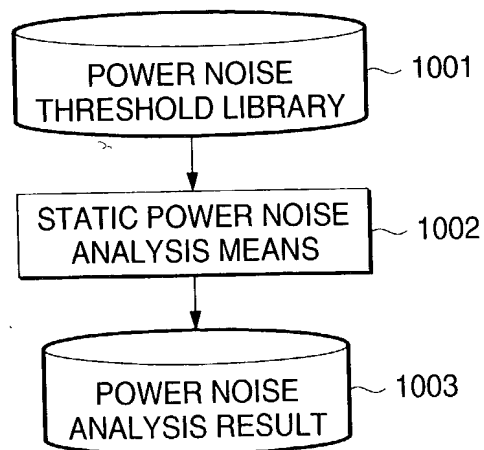 POWER NOISE
THRESHOLD LIBRARY
1001
STATIC POWER NOISE
ANALYSIS MEANS
1002
POWER NOISE
ANALYSIS RESULT
1003